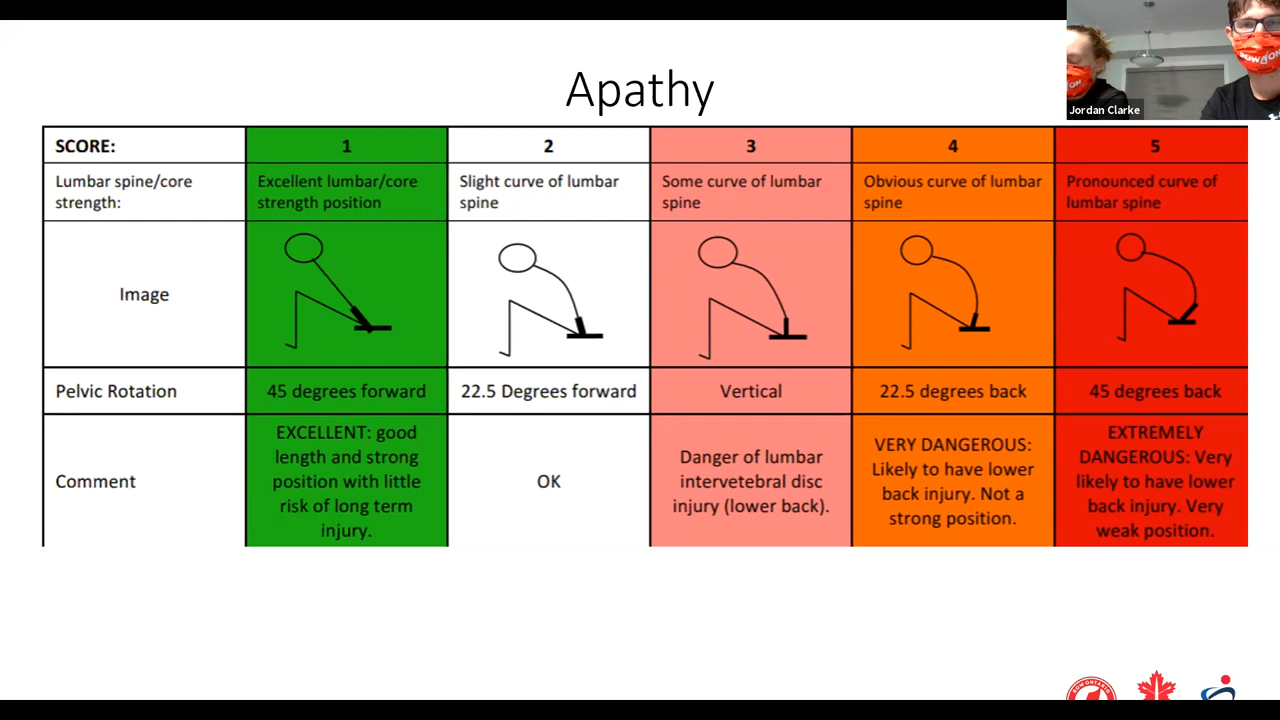 Apathy
Jordan Clarke
SCORE: 1 2 3 4 5
Lumbar spine/core
strength:
Excellent lumbar/core
strength position
Slight curve of lumbar
spine
Some curve of lumbar
spine
Obvious curve of lumbar
spine
Pronounced curve of
lumbar spine
Image
Pelvic Rotation 45 degrees forward 22.5 Degrees forward Vertical 22.5 degrees back 45 degrees back
Comment
EXCELLENT: good
length and strong
position with little
risk of long term
injury.
OK
Danger of lumbar
intervetebral disc
injury (lower back).
VERY DANGEROUS:
Likely to have lower
back injury. Not a
strong position.
EXTREMELY
DANGEROUS: Very
likely to have lower
back injury. Very
weak position.
ROW ONTARIO